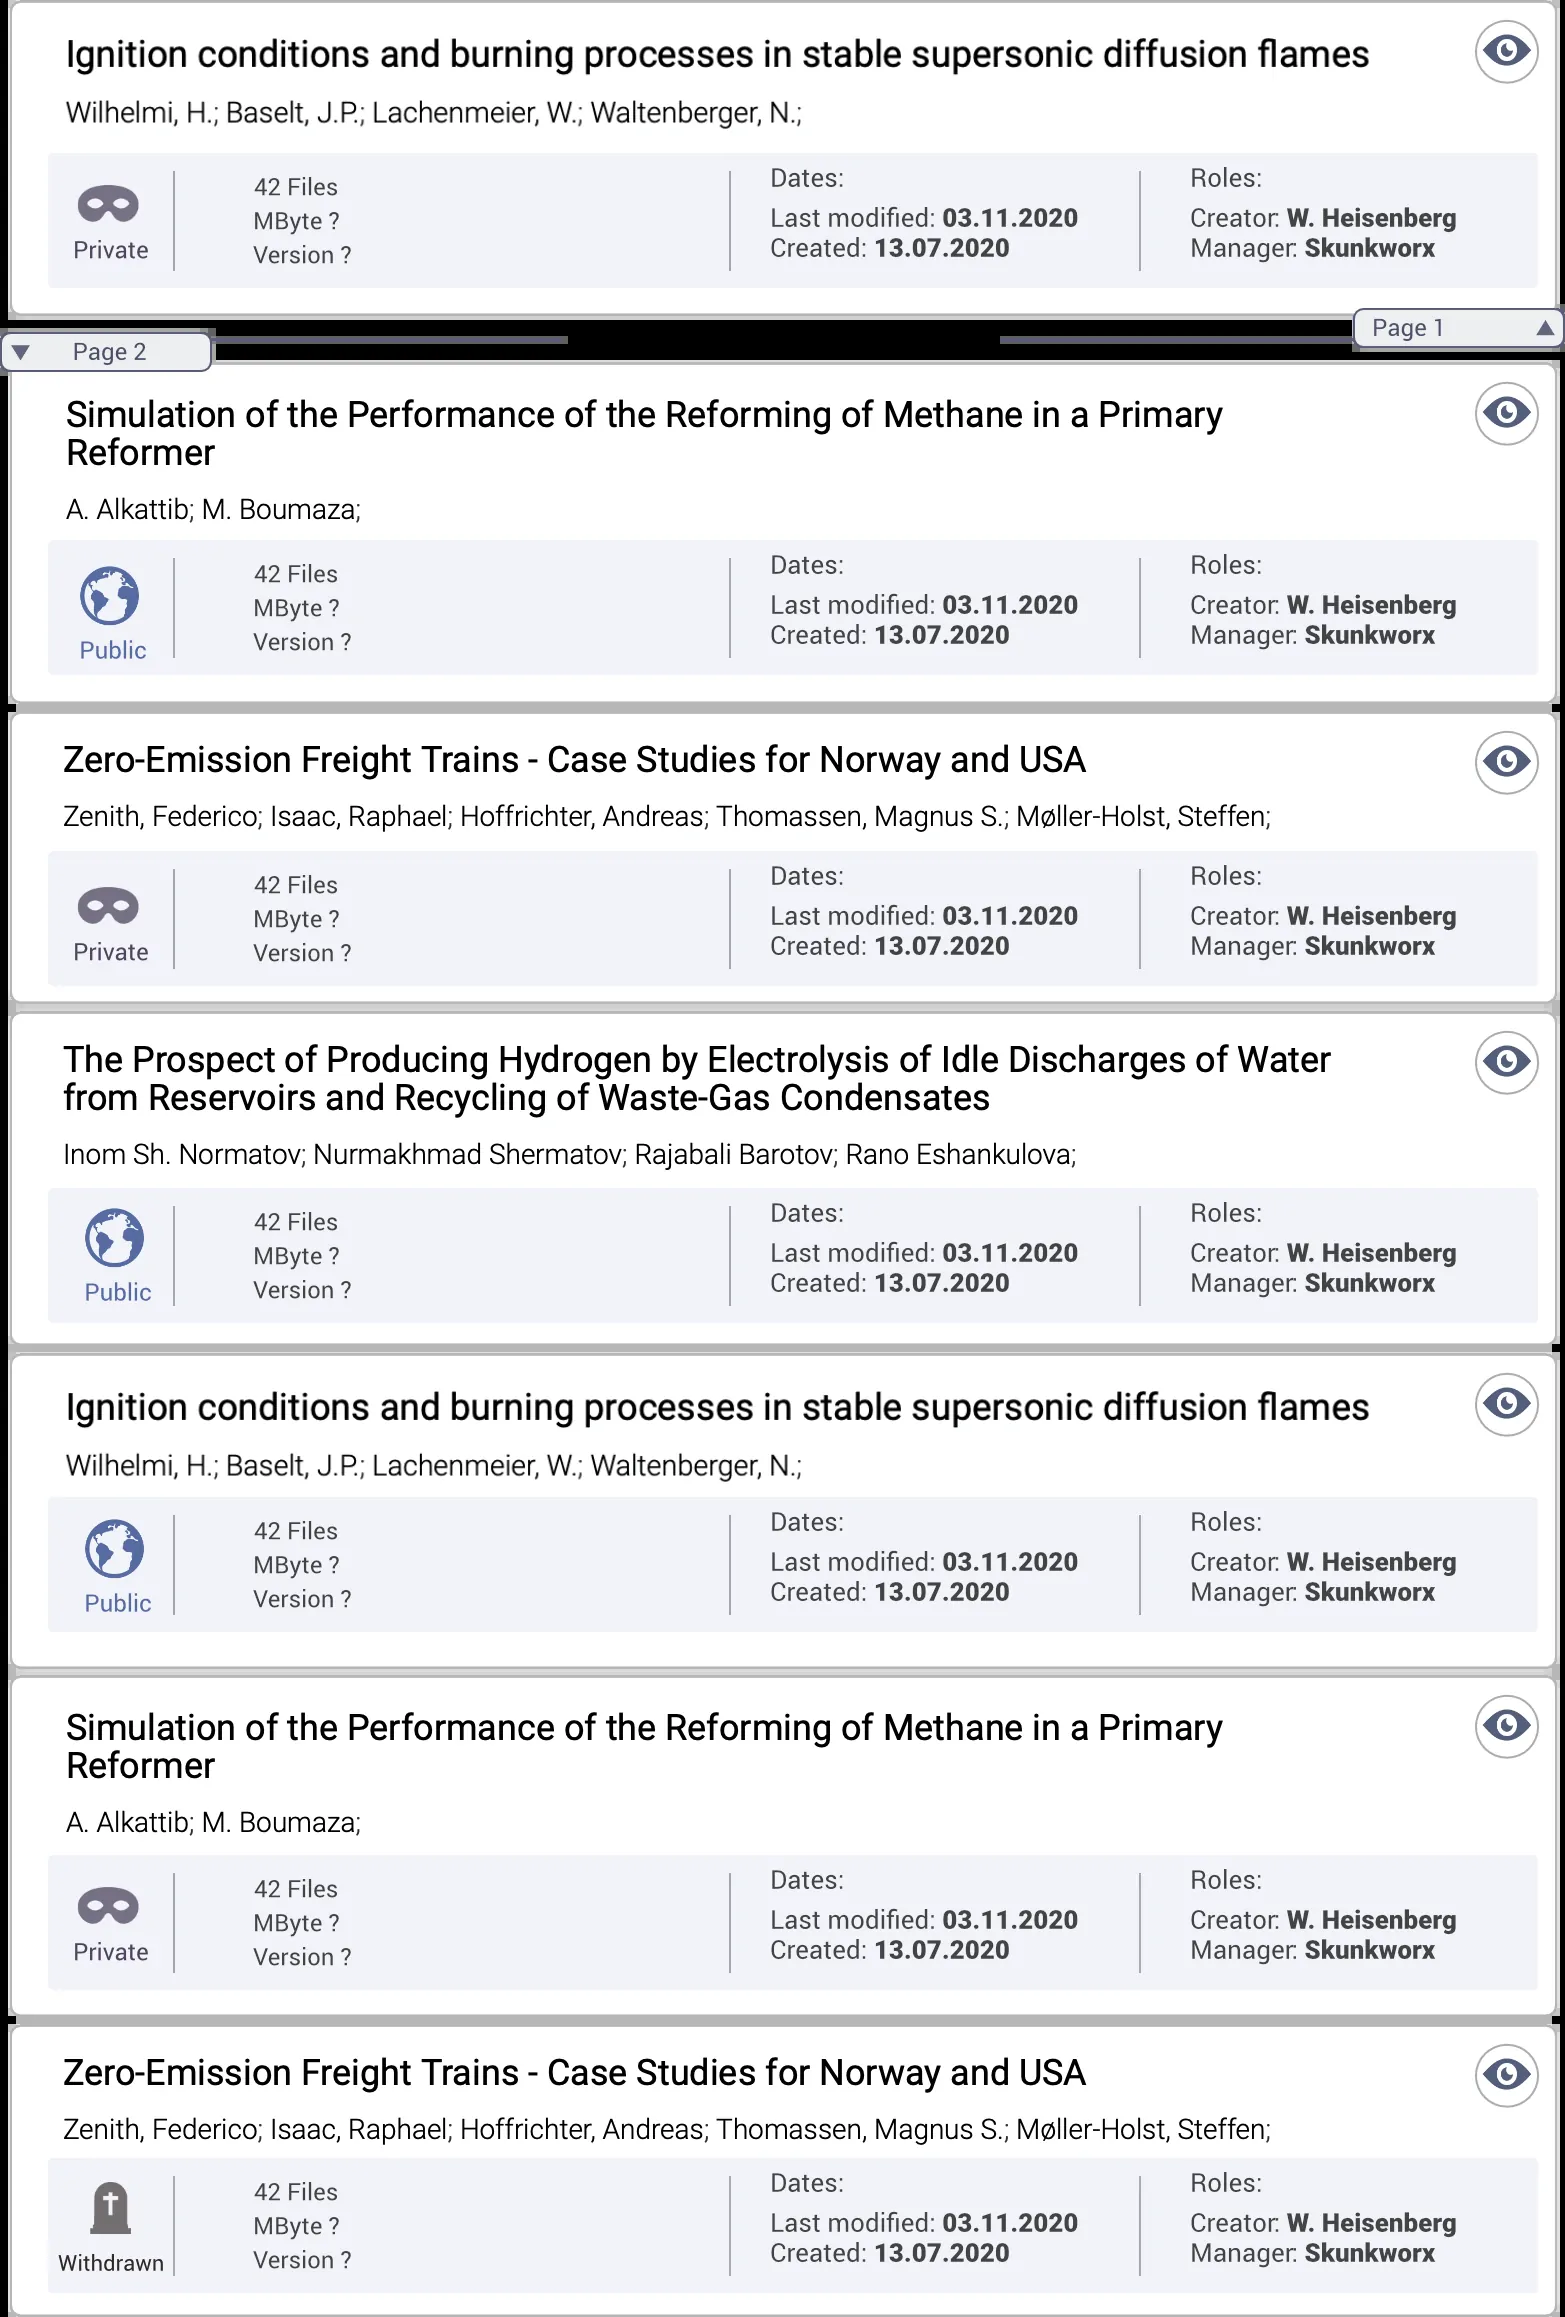 Ignition conditions and burning processes in stable supersonic diffusion flames
Wilhelmi, H.; Baselt, J.P.; Lachenmeier, W.; Waltenberger, N.;
Private
42 Files
MByte ?
Version ?
Dates:
Last modified: 03.11.2020
Created: 13.07.2020
Roles:
Creator: W. Heisenberg
Manager: Skunkworx
Page 1
Page 2
Simulation of the Performance of the Reforming of Methane in a Primary
Reformer
A. Alkattib; M. Boumaza;
Public
42 Files
MByte ?
Version ?
Dates:
Last modified: 03.11.2020
Created: 13.07.2020
Roles:
Creator: W. Heisenberg
Manager: Skunkworx
Zero-Emission Freight Trains - Case Studies for Norway and USA
Zenith, Federico; Isaac, Raphael; Hoffrichter, Andreas; Thomassen, Magnus S.; Møller-Holst, Steffen;
Private
42 Files
MByte ?
Version ?
Dates:
Last modified: 03.11.2020
Created: 13.07.2020
Roles:
Creator: W. Heisenberg
Manager: Skunkworx
The Prospect of Producing Hydrogen by Electrolysis of Idle Discharges of Water
from Reservoirs and Recycling of Waste-Gas Condensates
Inom Sh. Normatov; Nurmakhmad Shermatov; Rajabali Barotov; Rano Eshankulova;
Public
42 Files
MByte ?
Version ?
Dates:
Last modified: 03.11.2020
Created: 13.07.2020
Roles:
Creator: W. Heisenberg
Manager: Skunkworx
Ignition conditions and burning processes in stable supersonic diffusion flames
Wilhelmi, H.; Baselt, J.P.; Lachenmeier, W.; Waltenberger, N.;
Public
42 Files
MByte ?
Version ?
Dates:
Last modified: 03.11.2020
Created: 13.07.2020
Roles:
Creator: W. Heisenberg
Manager: Skunkworx
Simulation of the Performance of the Reforming of Methane in a Primary
Reformer
A. Alkattib; M. Boumaza;
Private
42 Files
MByte ?
Version ?
Dates:
Last modified: 03.11.2020
Created: 13.07.2020
Roles:
Creator: W. Heisenberg
Manager: Skunkworx
Zero-Emission Freight Trains - Case Studies for Norway and USA
Zenith, Federico; Isaac, Raphael; Hoffrichter, Andreas; Thomassen, Magnus S.; Møller-Holst, Steffen;
Withdrawn
42 Files
MByte ?
Version ?
Dates:
Last modified: 03.11.2020
Created: 13.07.2020
Roles:
Creator: W. Heisenberg
Manager: Skunkworx